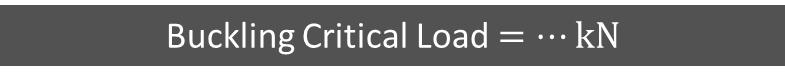 Buckling Critical Load = ⋯ kN